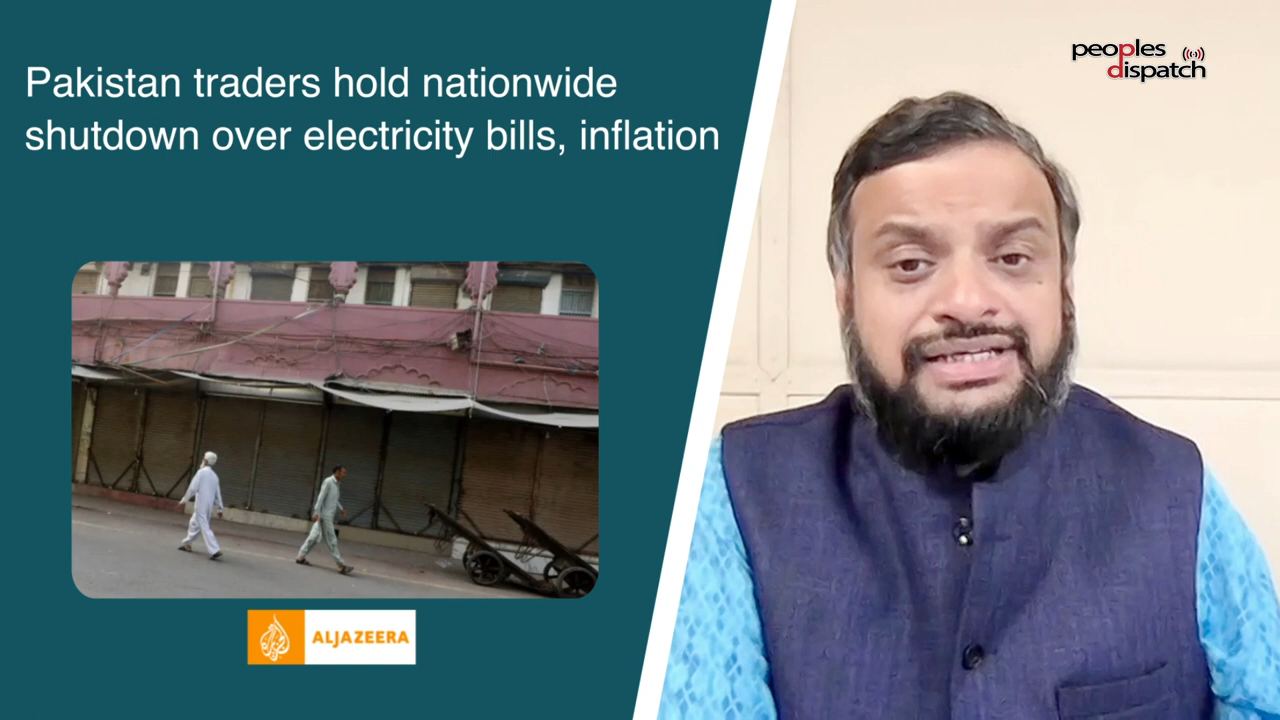 Pakistan traders hold nationwide
shutdown over electricity bills, inflation
ALJAZEERA
peoples
dispatch